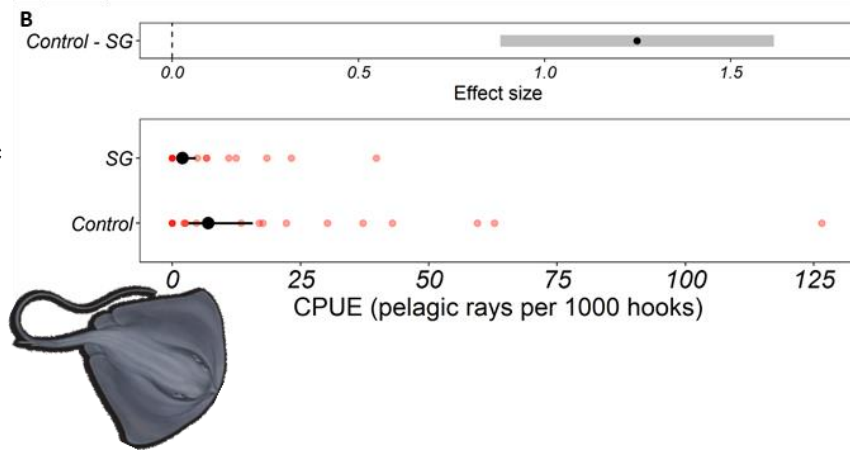 B
Control - SG
0.0 0.5 1.0 1.5
Effect size
SG
Control
0 25 50 75 100 125
CPUE (pelagic rays per 1000 hooks)